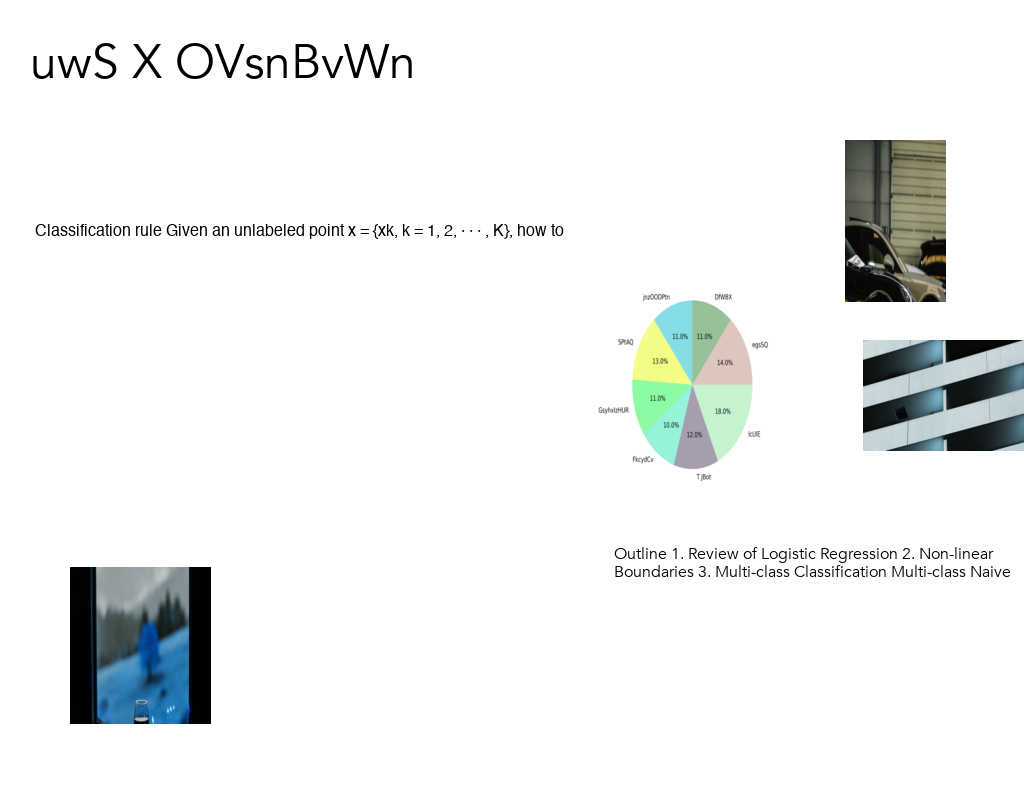 uwS X OVsnBvWn
Classification rule Given an unlabeled point x = {xk, k = 1, 2, · · · , K}, how to
jnzOODPtn
DfWBX
SPtAQ
egsSQ
11.0%
11.0%
13.0%
14.0%
11.0%
18.0%
10.0%
12.0%
GsyhxlzHUR
FkcydCv
T JBot
Outline 1. Review of Logistic Regression 2. Non-linear
Boundaries 3. Multi-class Classification Multi-class Naive